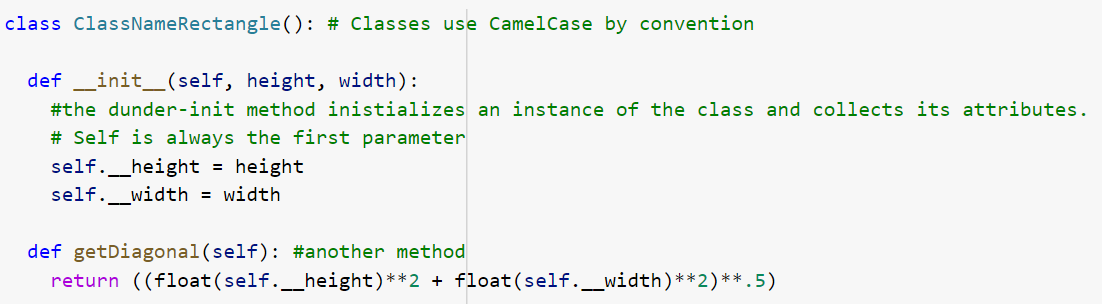 class ClassNameRectangle(): # Classes use CamelCase by convention
def __init__(self, height, width):
#the dunder-init method inistializes an instance of the class and collects its attributes.
# Self is always the first parameter
self.__height = height
self.__width = width
def getDiagonal(self): #another method
return ((float(self.__height)**2 + float(self.__width)**2)**.5)